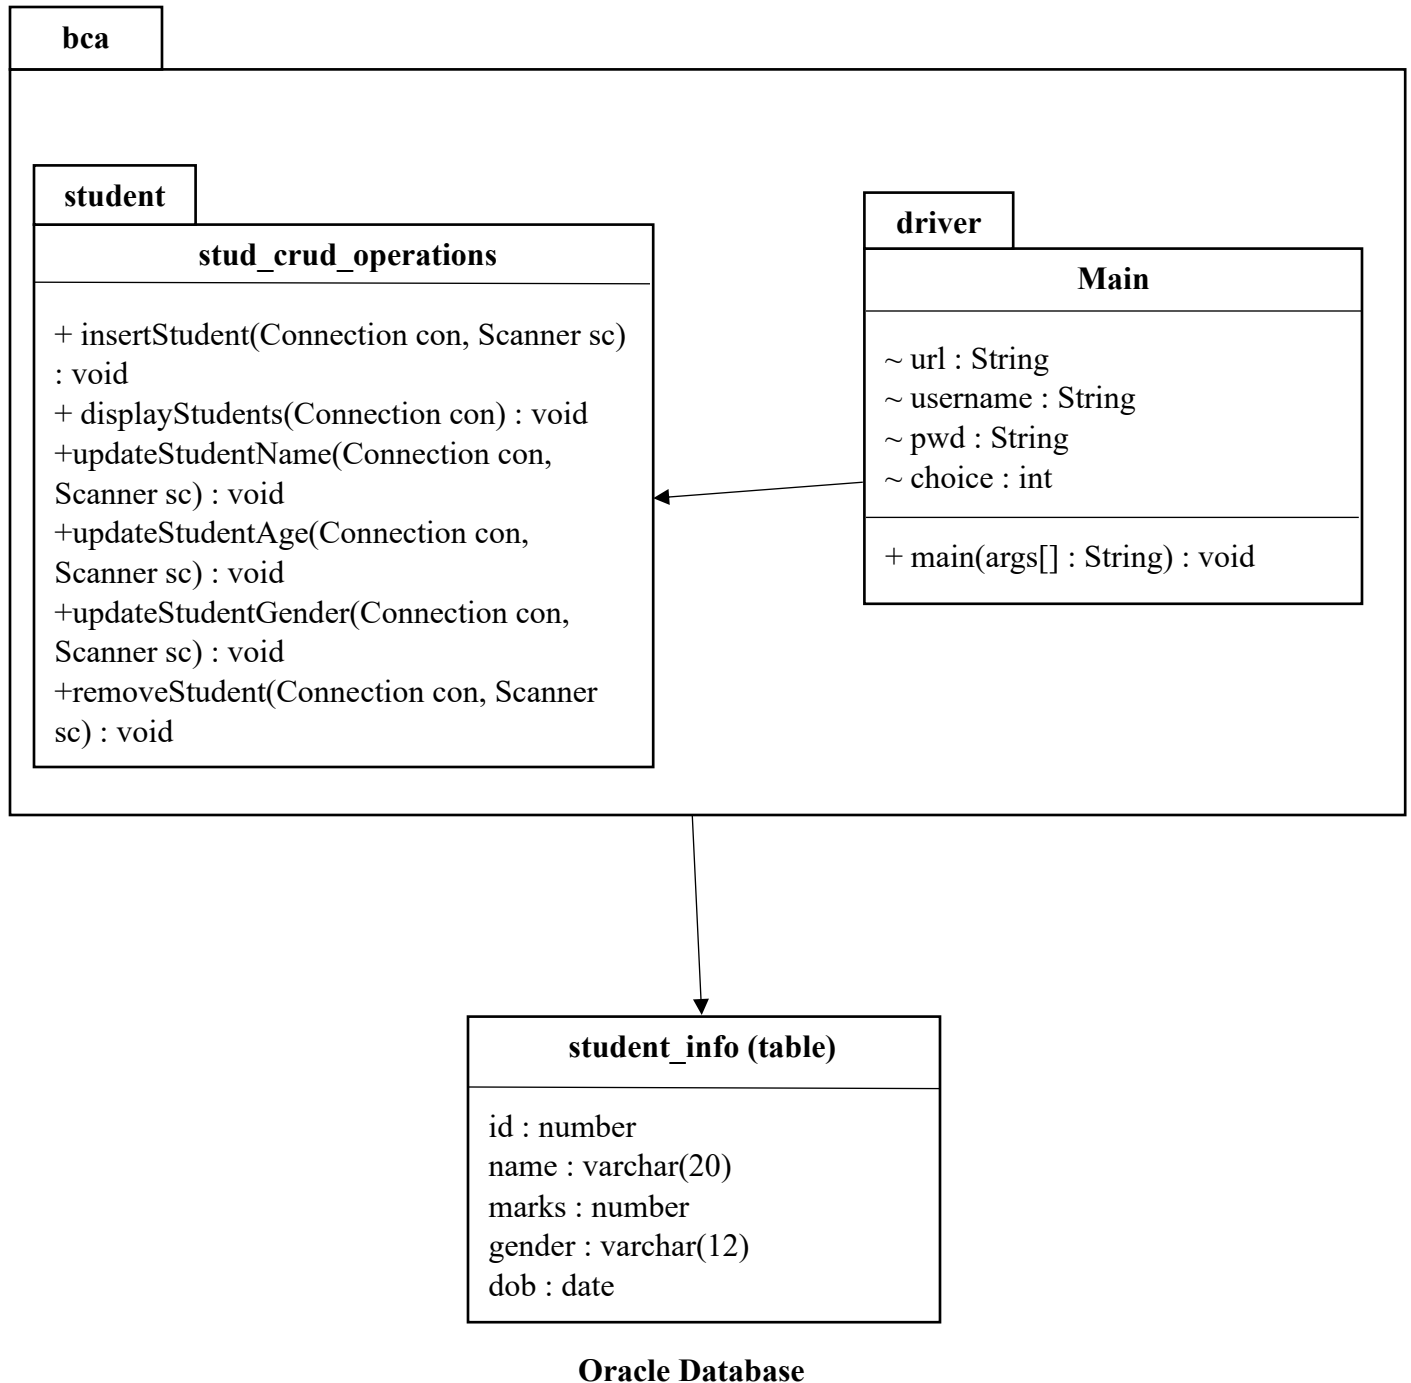 bca
student
stud_crud_operations
+ insertStudent(Connection con, Scanner sc)
: void
+ displayStudents(Connection con) : void
+updateStudentName(Connection con,
Scanner sc) : void
+updateStudentAge(Connection con,
Scanner sc) : void
+updateStudentGender(Connection con,
Scanner sc) : void
+removeStudent(Connection con, Scanner
sc) : void
driver
Main
~ url : String
~ username : String
~ pwd : String
~ choice : int
+ main(args[] : String) : void
student_info (table)
id : number
name : varchar(20)
marks : number
gender : varchar(12)
dob : date
Oracle Database